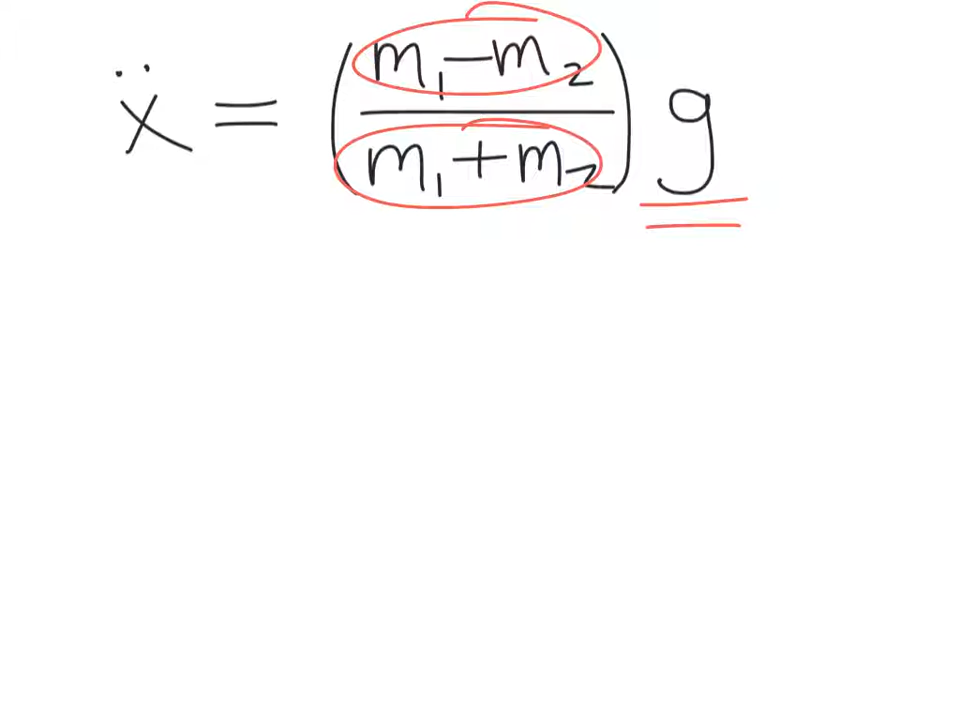 ẍ = (m₁ − m₂ / m₁ + m₂) g